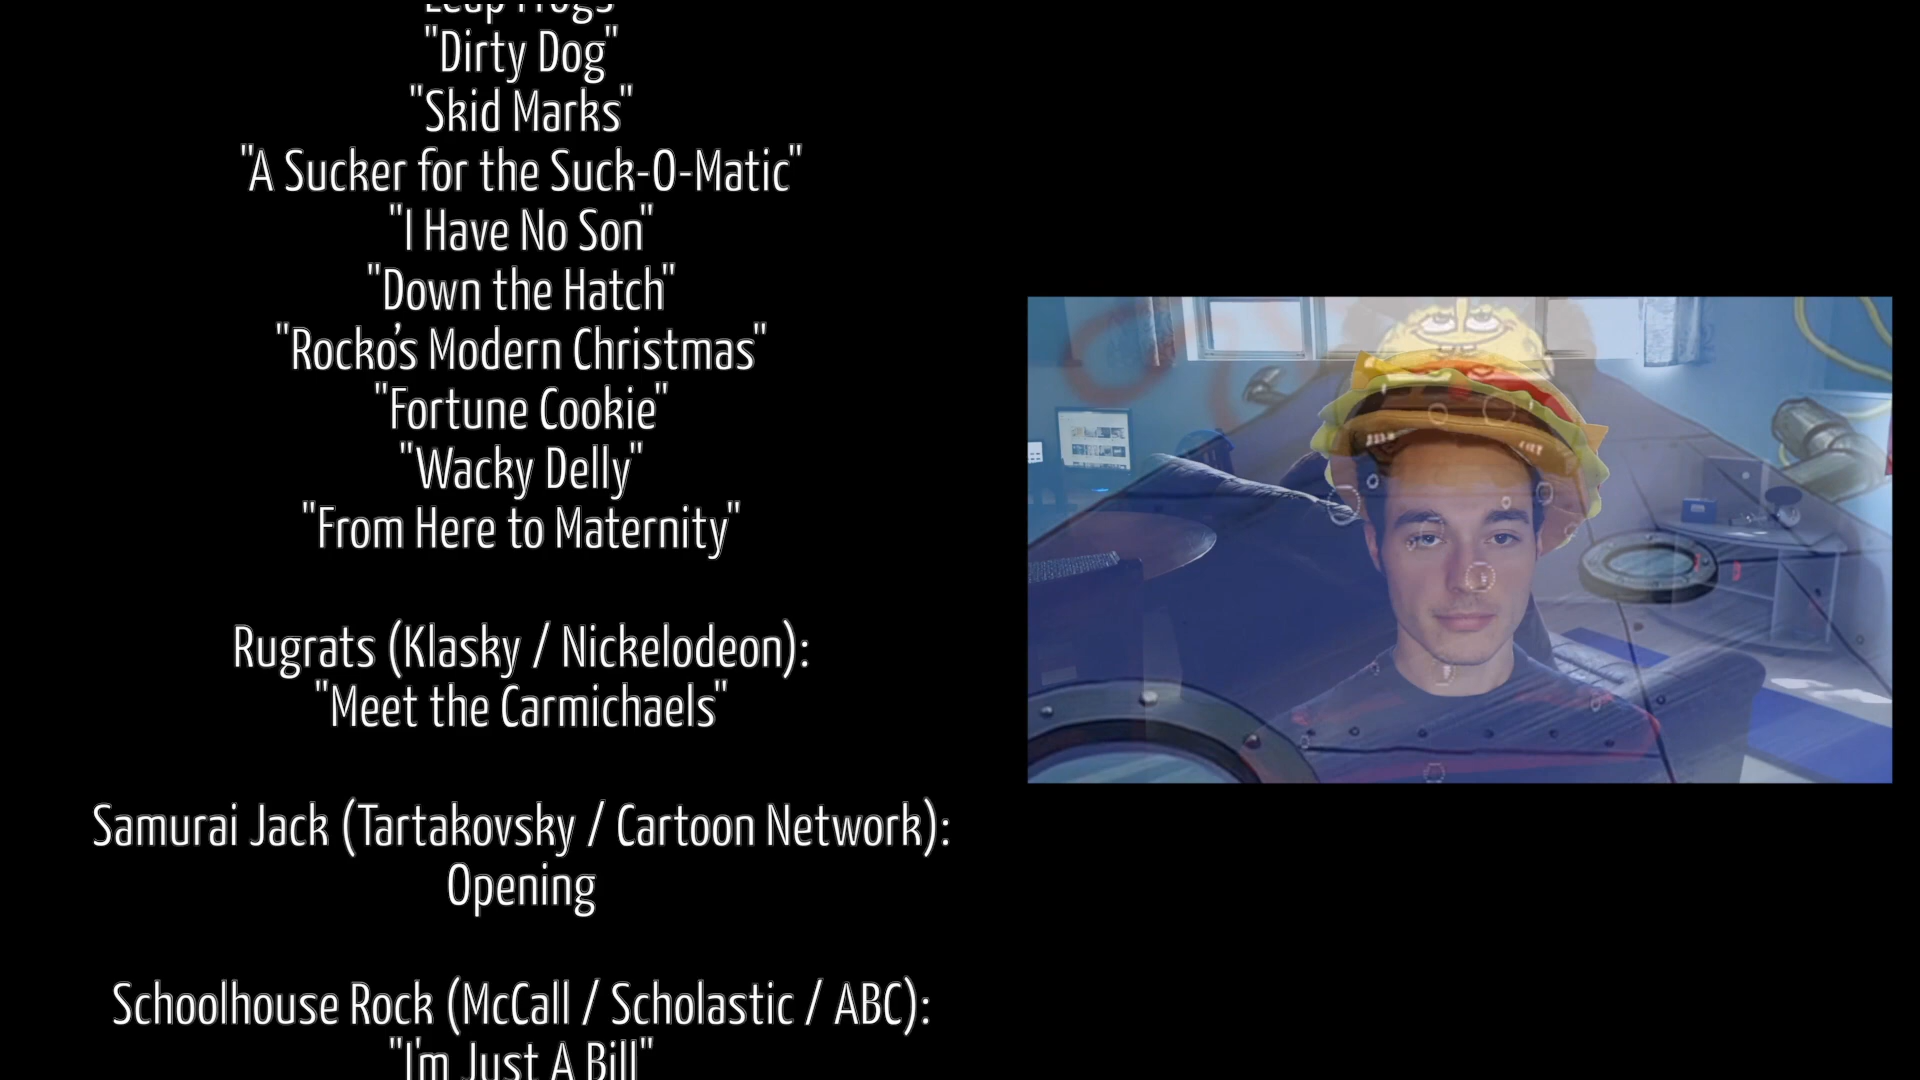 Leap Frogs"
"Dirty Dog"
"Skid Marks"
"A Sucker for the Suck-O-Matic"
"I Have No Son"
"Down the Hatch"
"Rocko's Modern Christmas"
"Fortune Cookie"
"Wacky Delly"
"From Here to Maternity"
Rugrats (Klasky / Nickelodeon):
"Meet the Carmichaels"
Samurai Jack (Tartakovsky / Cartoon Network):
Opening
Schoolhouse Rock (McCall / Scholastic / ABC):
"I'm Just A Bill"